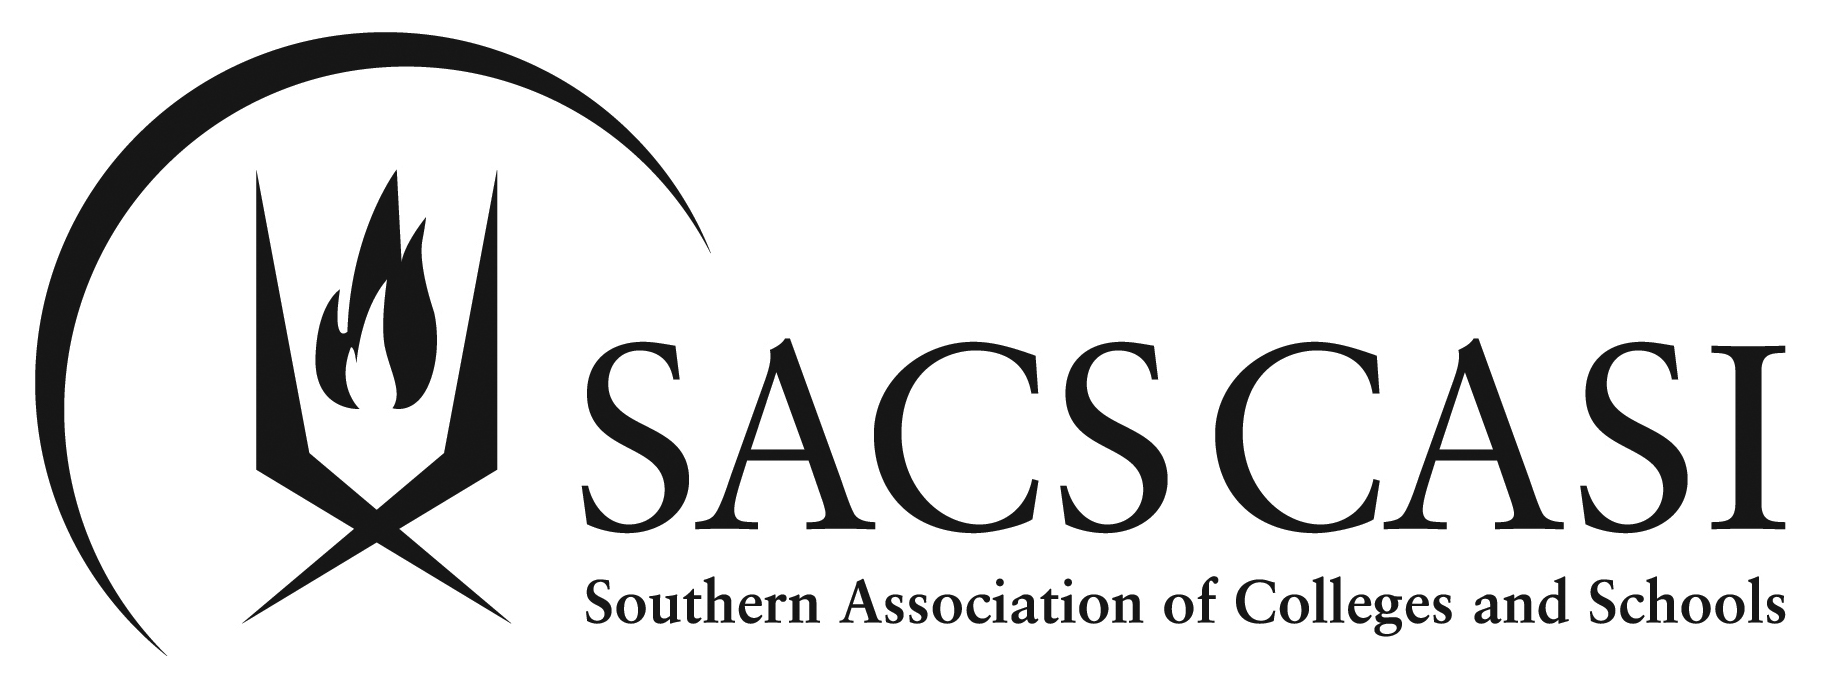 SACS CASI
Southern Association of Colleges and Schools